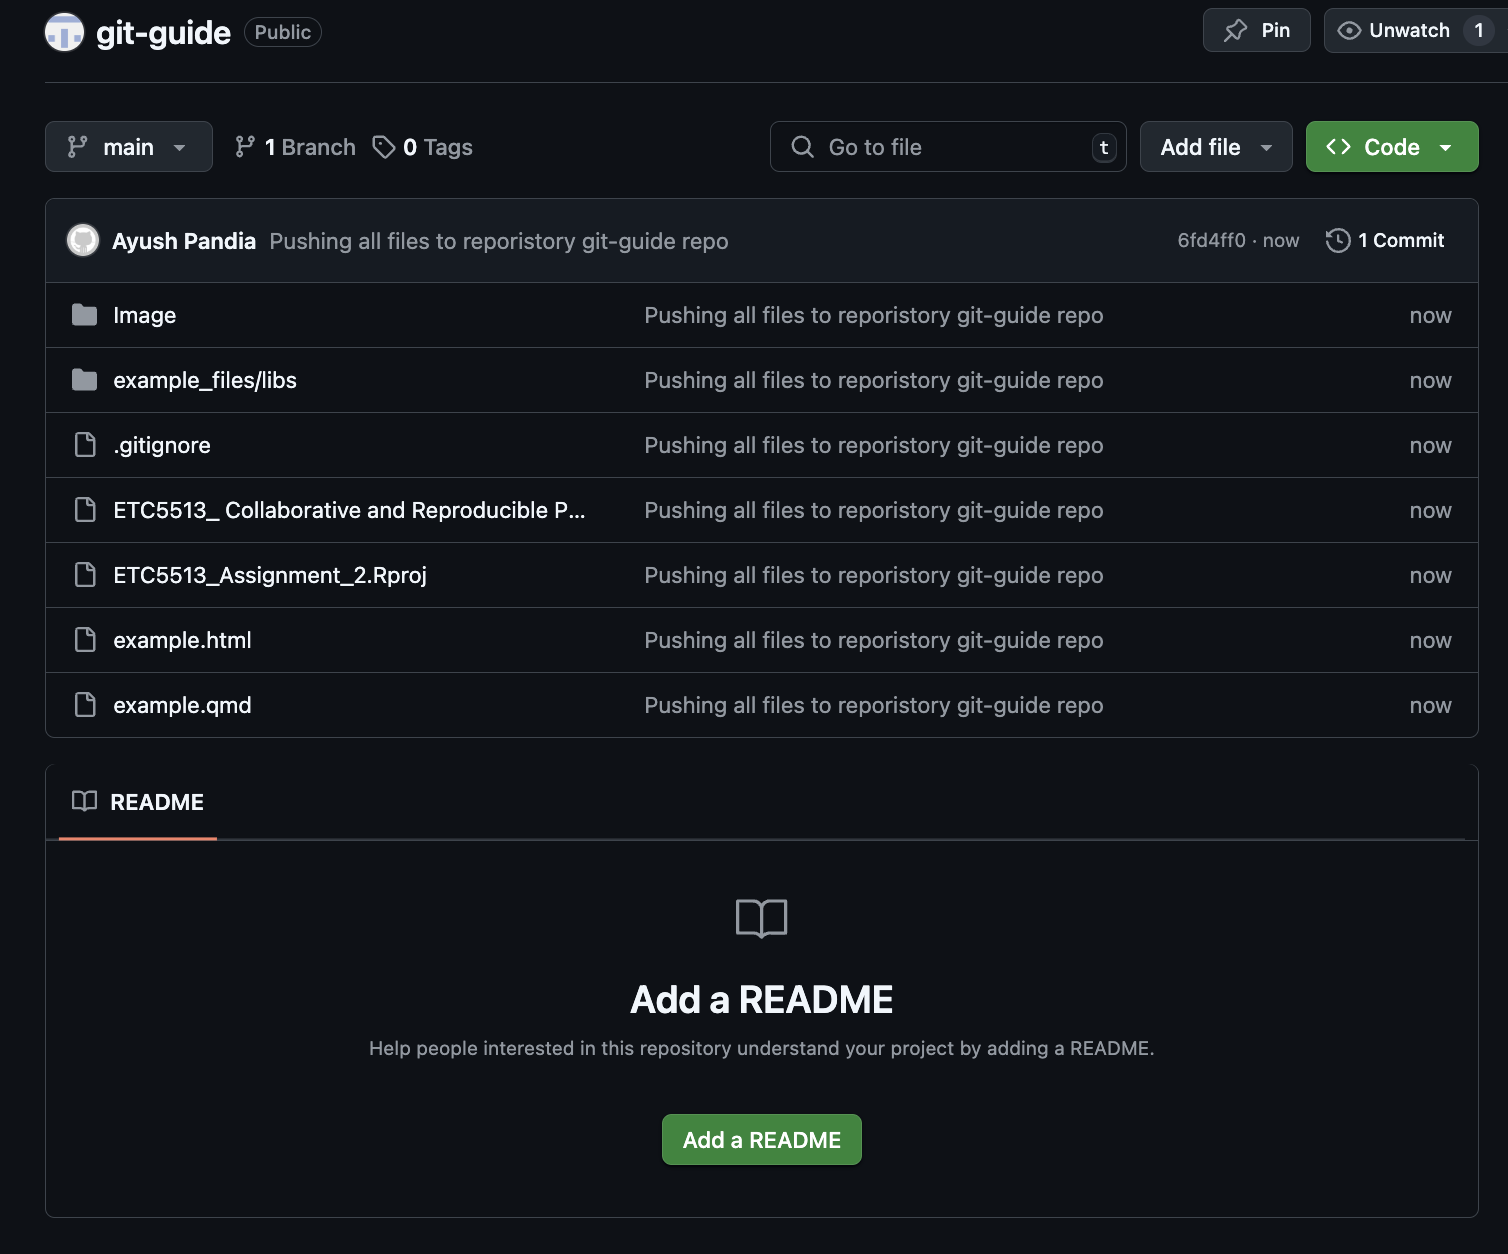 git-guide Public Pin Unwatch 1
main 1 Branch 0 Tags Go to file t Add file Code
Ayush Pandia Pushing all files to reporistory git-guide repo 6fd4ff0 · now 1 Commit
Image Pushing all files to reporistory git-guide repo now
example_files/libs Pushing all files to reporistory git-guide repo now
.gitignore Pushing all files to reporistory git-guide repo now
ETC5513_ Collaborative and Reproducible P... Pushing all files to reporistory git-guide repo now
ETC5513_Assignment_2.Rproj Pushing all files to reporistory git-guide repo now
example.html Pushing all files to reporistory git-guide repo now
example.qmd Pushing all files to reporistory git-guide repo now
README
Add a README
Help people interested in this repository understand your project by adding a README.
Add a README